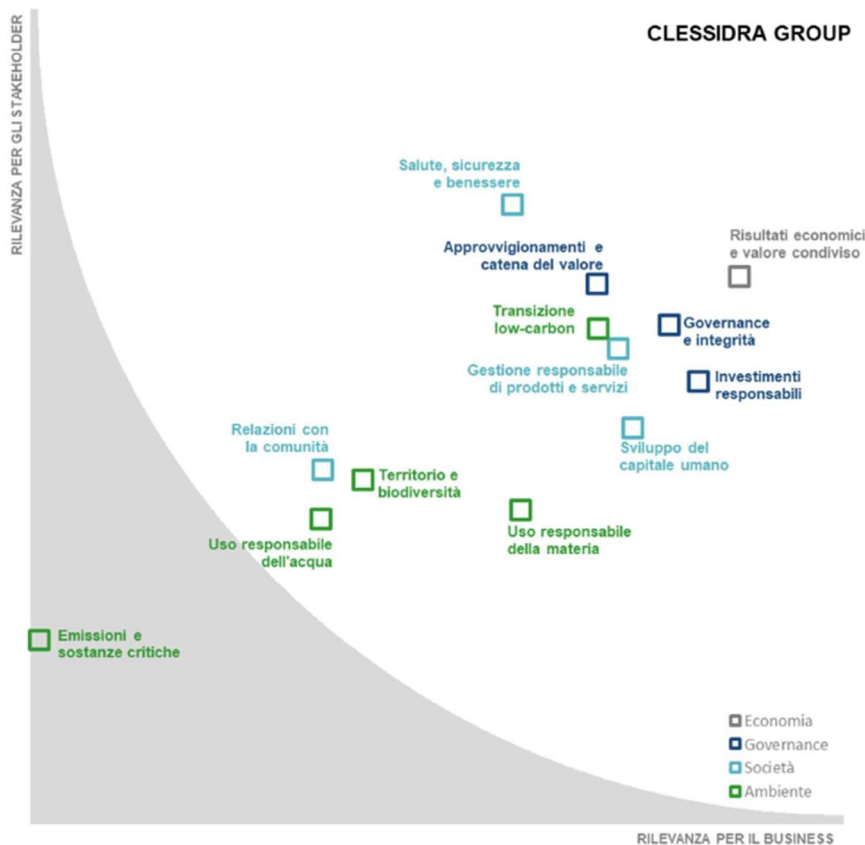 CLESSIDRA GROUP
RILEVANZA PER GLI STAKEHOLDER
Salute, sicurezza
e benessere
Approvvigionamenti e
catena del valore
Risultati economici
e valore condiviso
Transizione
low-carbon
Governance
e integrità
Gestione responsabile
di prodotti e servizi
Investimenti
responsabili
Relazioni con
la comunità
Sviluppo del
capitale umano
Territorio e
biodiversità
Uso responsabile
dell'acqua
Uso responsabile
della materia
Emissioni e
sostanze critiche
Economia
Governance
Società
Ambiente
RILEVANZA PER IL BUSINESS